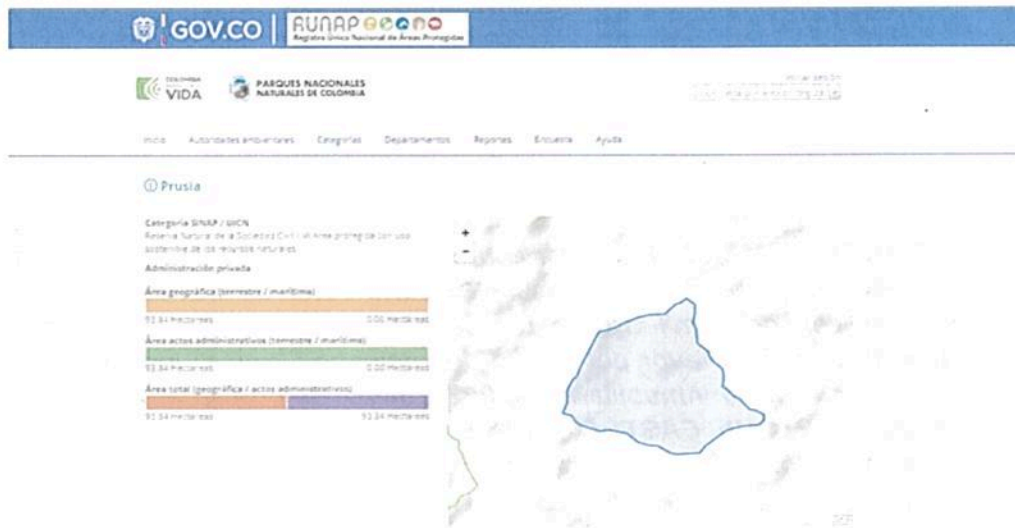 GOV.CO
RUNAP
Registro Único Nacional de Áreas Protegidas
COLOMBIA
VIDA
PARQUES NACIONALES
NATURALES DE COLOMBIA
Iniciar sesión
Inicio Autoridades ambientales Categorías Departamentos Reportes Encuesta Ayuda
Prusia
Categoría SINAP / UICN
Reserva Natural de la Sociedad Civil / VI Área protegida con uso
sostenible de los recursos naturales
Administración privada
Área geográfica (terrestre / marítima)
93.84 Hectáreas 0.00 Hectáreas
Área actos administrativos (terrestre / marítima)
93.84 Hectáreas 0.00 Hectáreas
Área total (geográfica / actos administrativos)
93.84 Hectáreas 93.84 Hectáreas
+
-